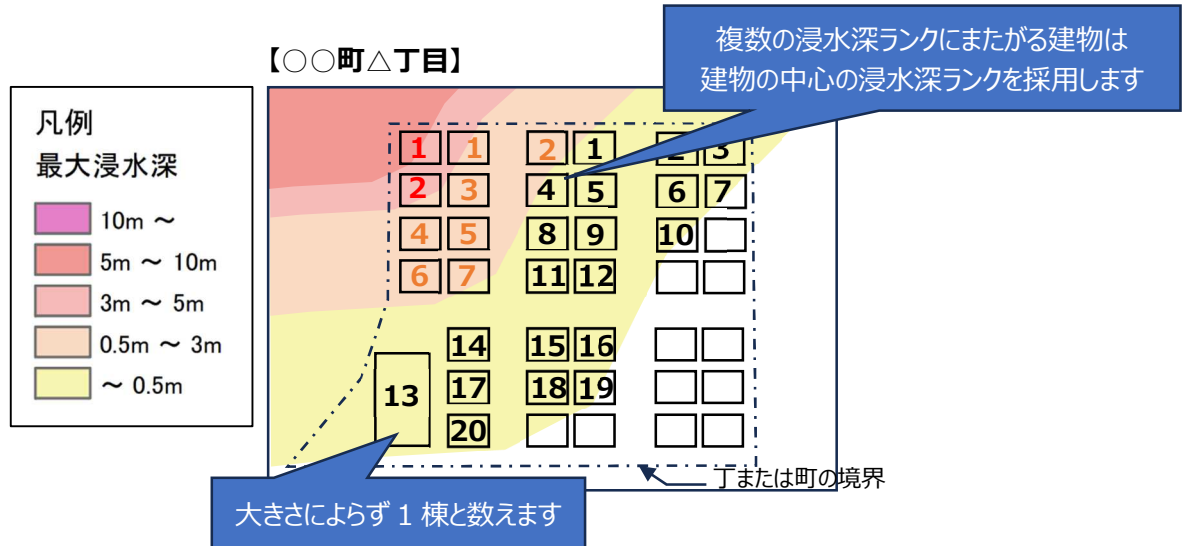 複数の浸水深ランクにまたがる建物は
建物の中心の浸水深ランクを採用します
【○○町△丁目】
凡例
最大浸水深
10m ～
5m ～ 10m
3m ～ 5m
0.5m ～ 3m
～ 0.5m
1 1 2 1 2 3
2 3 4 5 6 7
4 5 8 9 10
6 7 11 12
14 15 16
13 17 18 19
20
丁または町の境界
大きさによらず 1 棟と数えます